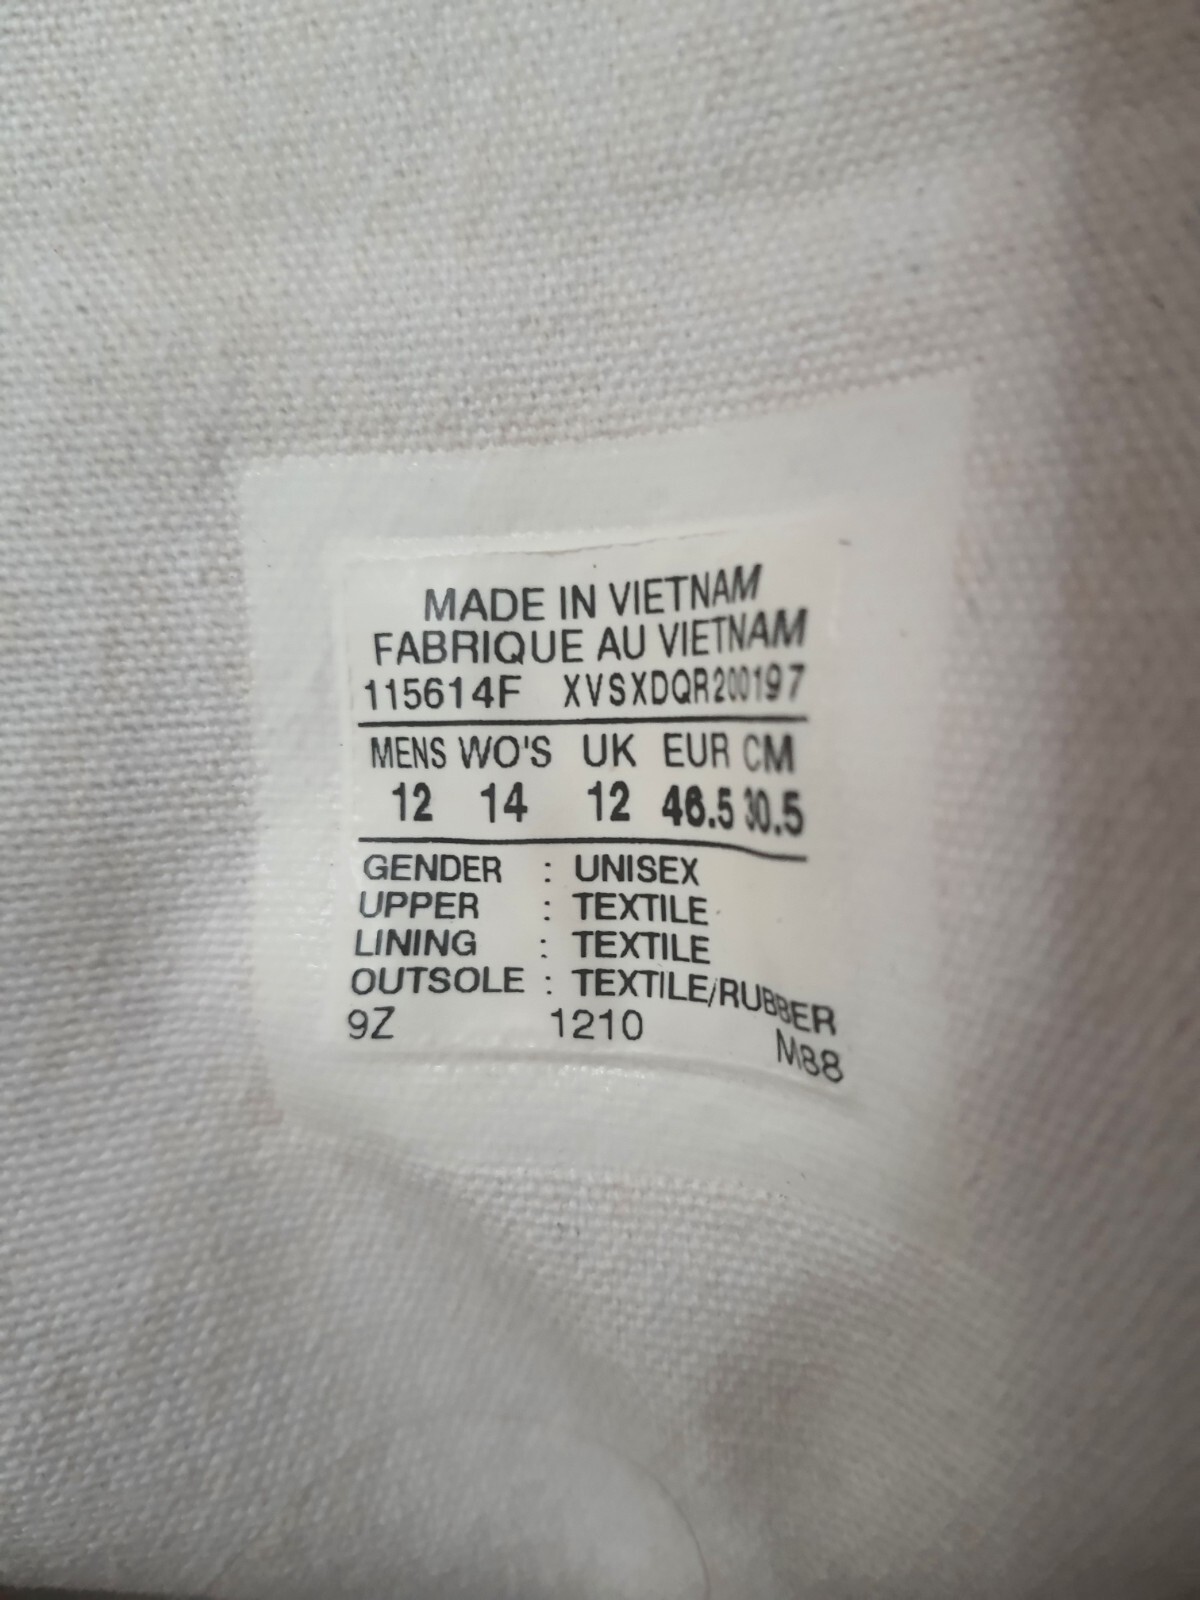 MADE IN VIETNAM
FABRIQUE AU VIETNAM
115614F XVSXDQR200197
MENS WO'S UK EUR CM
12 14 12 46.5 30.5
GENDER : UNISEX
UPPER : TEXTILE
LINING : TEXTILE
OUTSOLE : TEXTILE/RUBBER
9Z 1210 M88